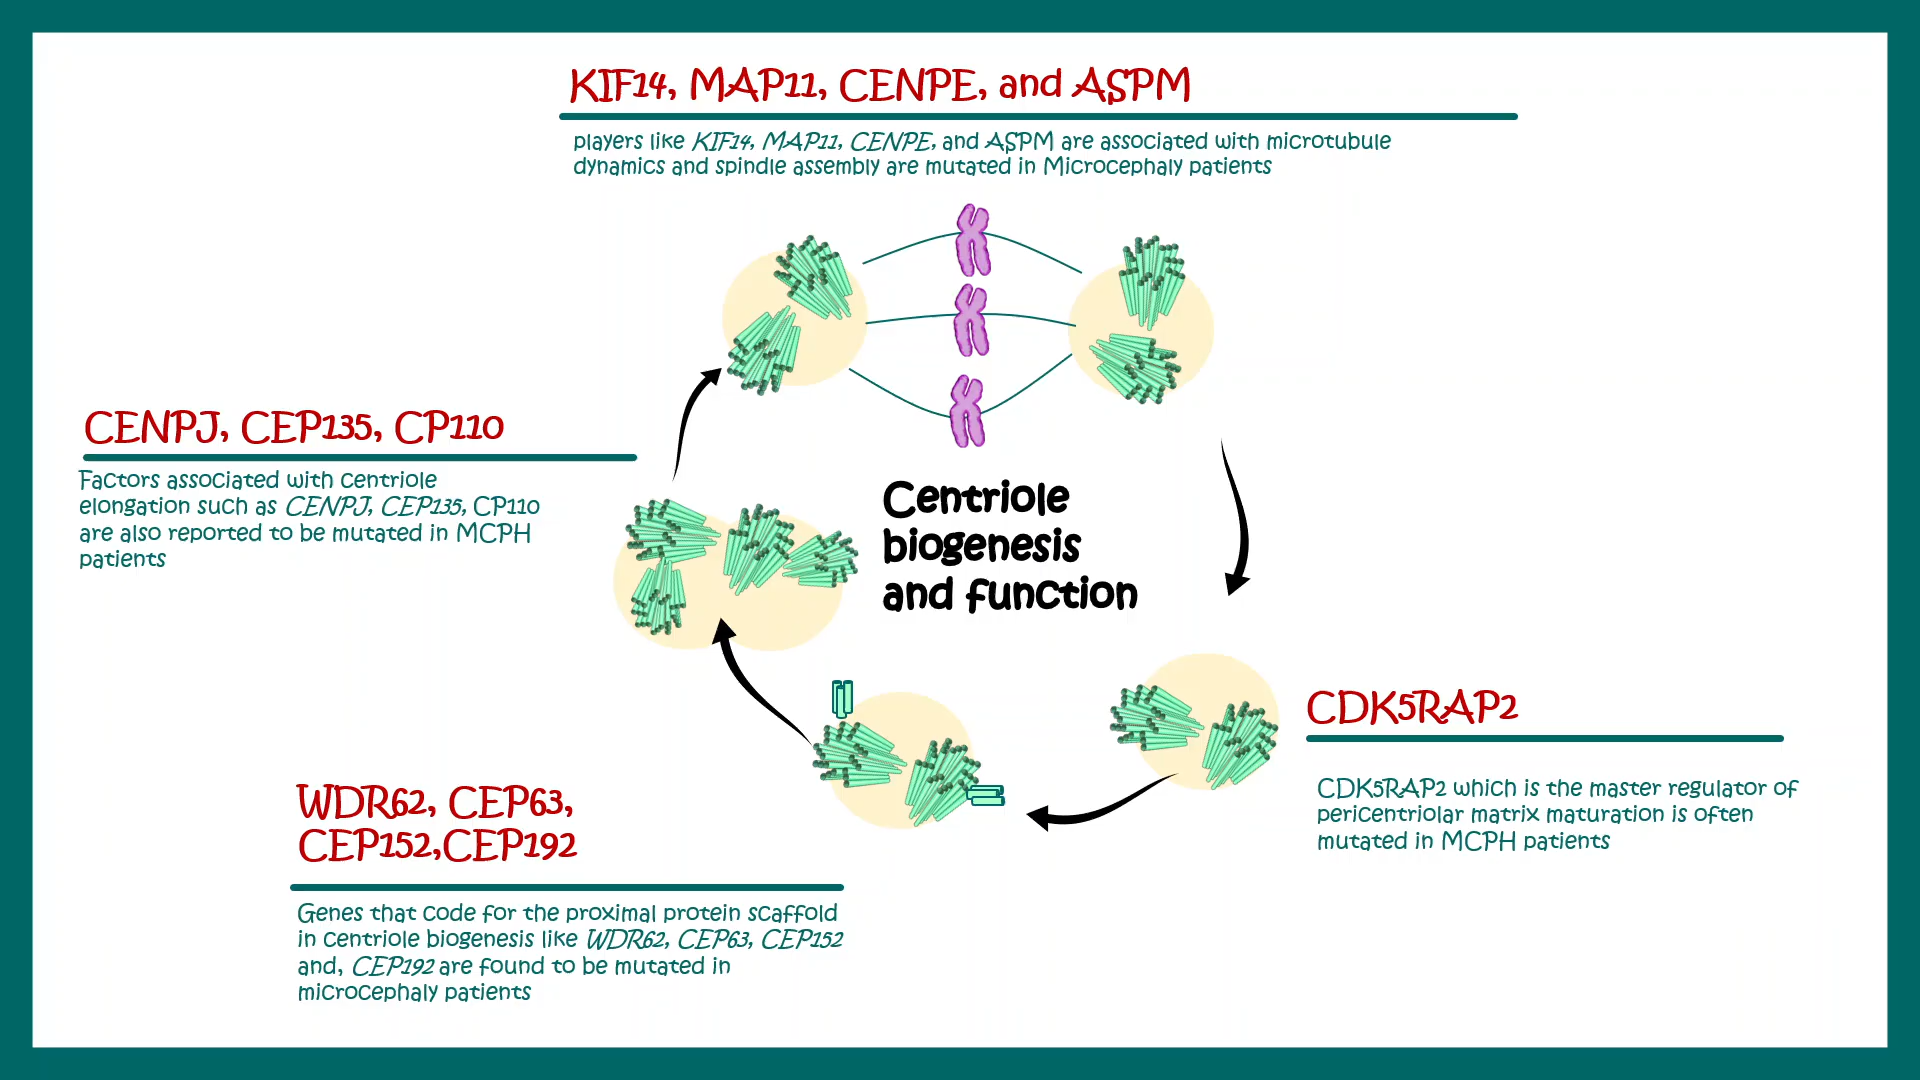 KIF14, MAP11, CENPE, and ASPM
players like KIF14, MAP11, CENPE, and ASPM are associated with microtubule
dynamics and spindle assembly are mutated in Microcephaly patients
CENPJ, CEP135, CP110
Factors associated with centriole
elongation such as CENPJ, CEP135, CP110
are also reported to be mutated in MCPH
patients
Centriole
biogenesis
and function
CDK5RAP2
CDK5RAP2 which is the master regulator of
pericentriolar matrix maturation is often
mutated in MCPH patients
WDR62, CEP63,
CEP152,CEP192
Genes that code for the proximal protein scaffold
in centriole biogenesis like WDR62, CEP63, CEP152
and, CEP192 are found to be mutated in
microcephaly patients